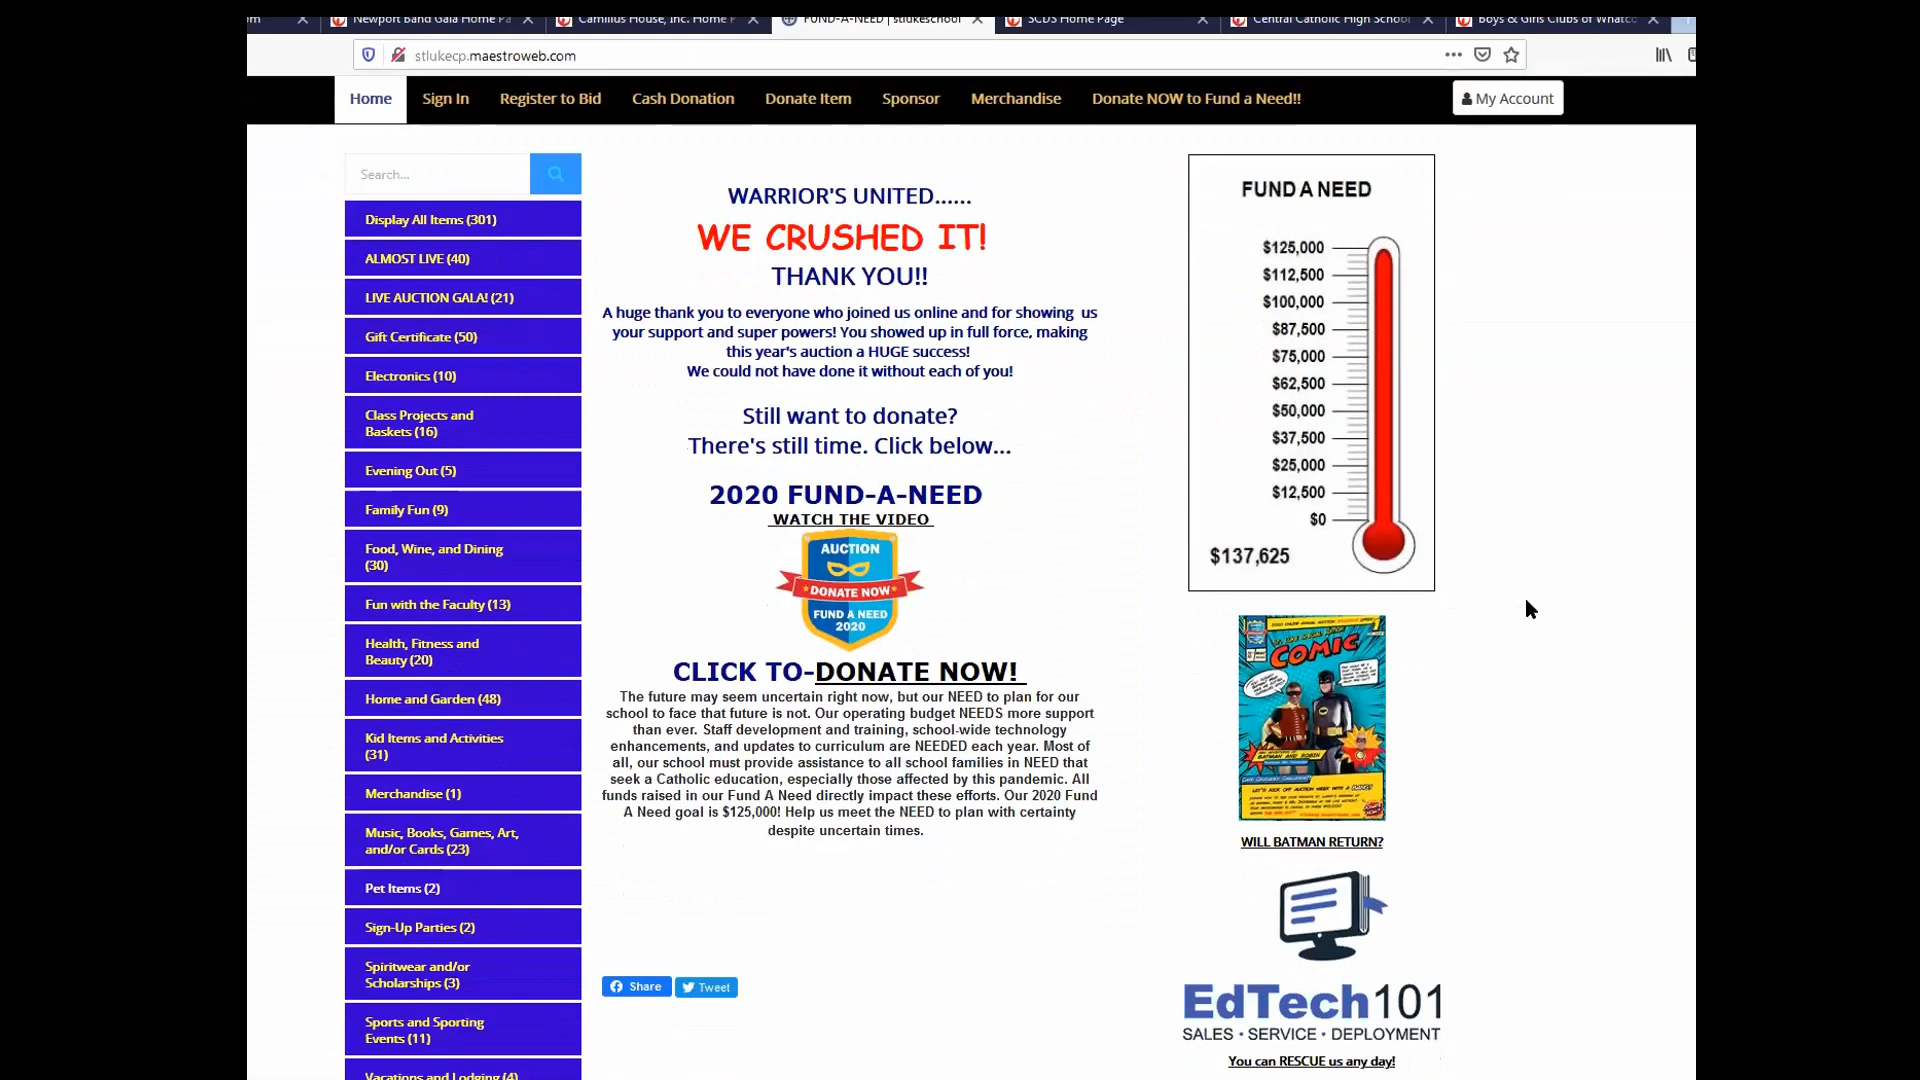 Newport Band Gala Home Pa
Camillus House, Inc. Home P
FUND-A-NEED | stlukeschool
SCDS Home Page
Central Catholic High School
Boys & Girls Clubs of Whatco
stlukecp.maestroweb.com
Home
Sign In
Register to Bid
Cash Donation
Donate Item
Sponsor
Merchandise
Donate NOW to Fund a Need!!
My Account
Search...
Display All Items (301)
ALMOST LIVE (40)
LIVE AUCTION GALA! (21)
Gift Certificate (50)
Electronics (10)
Class Projects and
Baskets (16)
Evening Out (5)
Family Fun (9)
Food, Wine, and Dining
(30)
Fun with the Faculty (13)
Health, Fitness and
Beauty (20)
Home and Garden (48)
Kid Items and Activities
(31)
Merchandise (1)
Music, Books, Games, Art,
and/or Cards (23)
Pet Items (2)
Sign-Up Parties (2)
Spiritwear and/or
Scholarships (3)
Sports and Sporting
Events (11)
Vacations and Lodging (4)
WARRIOR'S UNITED......
WE CRUSHED IT!
THANK YOU!!
A huge thank you to everyone who joined us online and for showing us
your support and super powers! You showed up in full force, making
this year's auction a HUGE success!
We could not have done it without each of you!
Still want to donate?
There's still time. Click below...
2020 FUND-A-NEED
WATCH THE VIDEO
AUCTION
DONATE NOW
FUND A NEED
2020
CLICK TO-DONATE NOW!
The future may seem uncertain right now, but our NEED to plan for our
school to face that future is not. Our operating budget NEEDS more support
than ever. Staff development and training, school-wide technology
enhancements, and updates to curriculum are NEEDED each year. Most of
all, our school must provide assistance to all school families in NEED that
seek a Catholic education, especially those affected by this pandemic. All
funds raised in our Fund A Need directly impact these efforts. Our 2020 Fund
A Need goal is $125,000! Help us meet the NEED to plan with certainty
despite uncertain times.
Share
Tweet
FUND A NEED
$125,000
$112,500
$100,000
$87,500
$75,000
$62,500
$50,000
$37,500
$25,000
$12,500
$0
$137,625
COMIC
BATMAN AND ROBIN
WILL BATMAN RETURN?
EdTech101
SALES • SERVICE • DEPLOYMENT
You can RESCUE us any day!